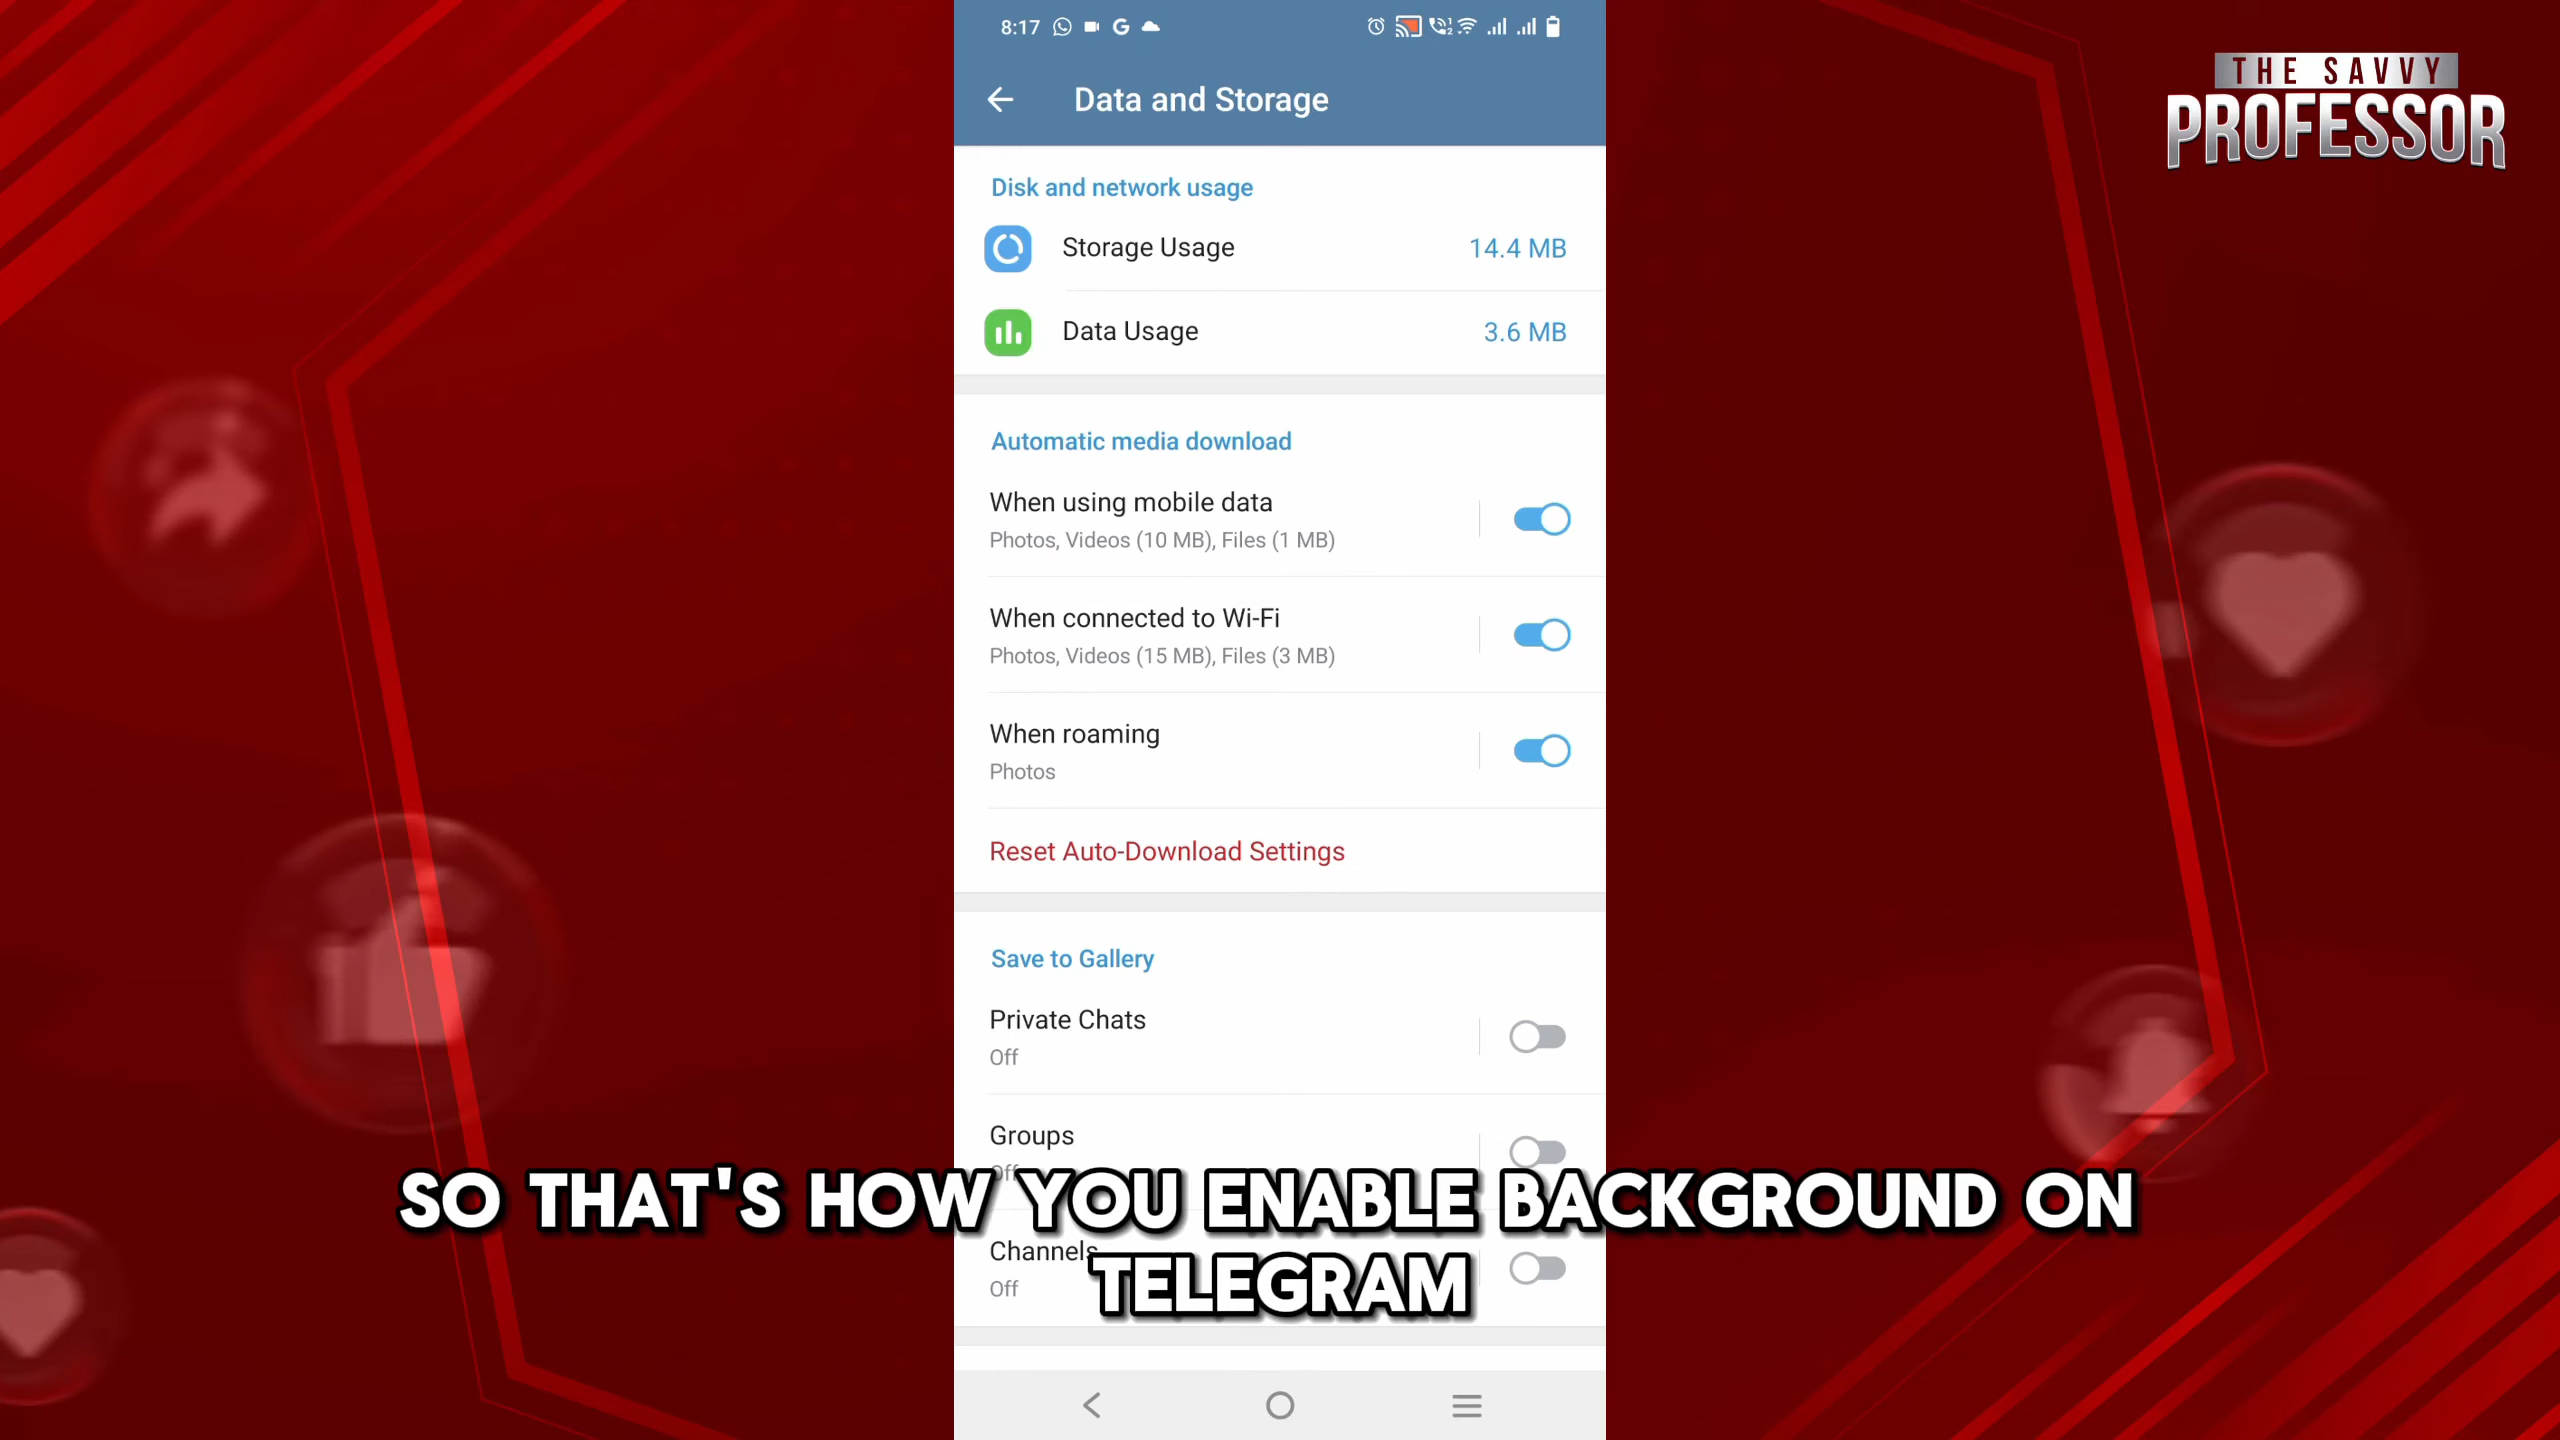 8:17
THE SAVVY
PROFESSOR
Data and Storage
Disk and network usage
Storage Usage 14.4 MB
Data Usage 3.6 MB
Automatic media download
When using mobile data
Photos, Videos (10 MB), Files (1 MB)
When connected to Wi-Fi
Photos, Videos (15 MB), Files (3 MB)
When roaming
Photos
Reset Auto-Download Settings
Save to Gallery
Private Chats
Off
Groups
Off
Channels
Off
SO THAT'S HOW YOU ENABLE BACKGROUND ON
TELEGRAM